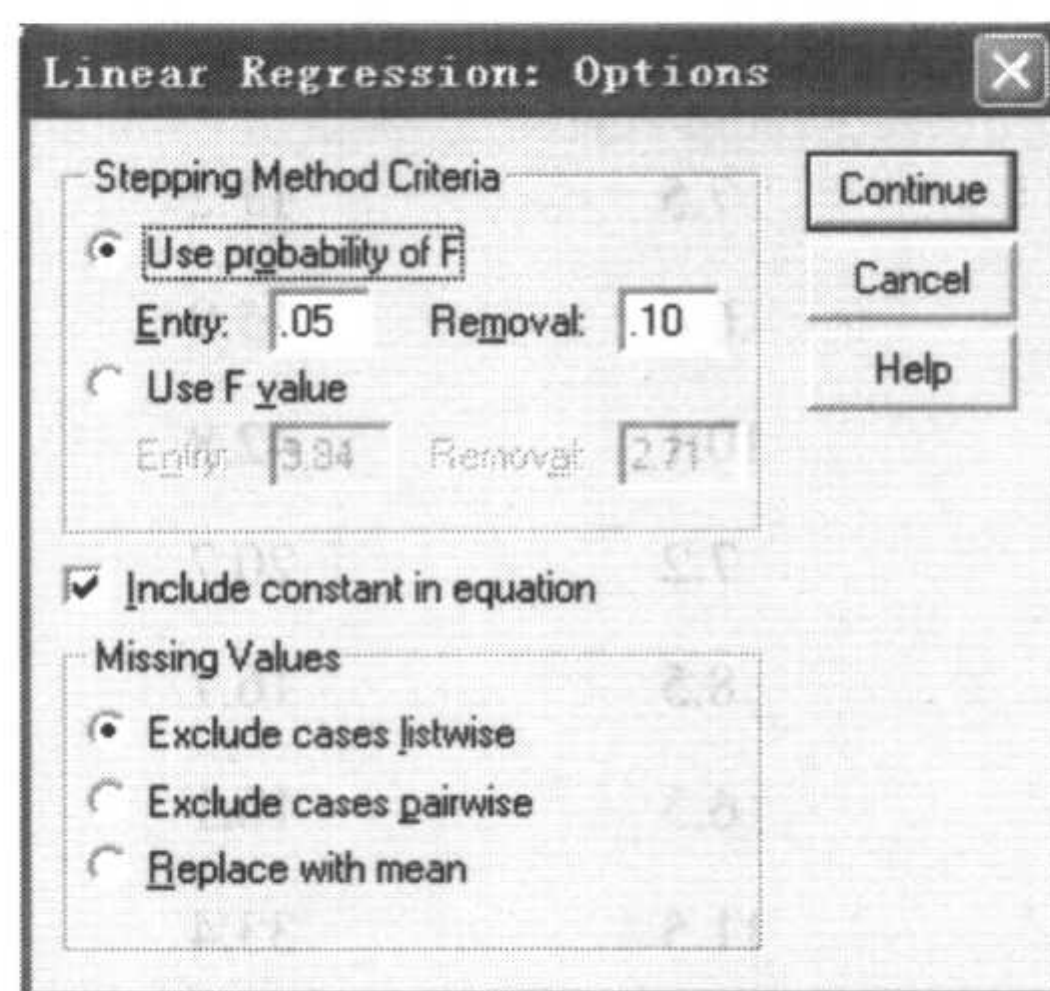 Linear Regression: Options
Stepping Method Criteria
Use probability of F
Entry: .05 Removal: .10
Use F value
Entry: 3.84 Removal: 2.71
Include constant in equation
Missing Values
Exclude cases listwise
Exclude cases pairwise
Replace with mean
Continue
Cancel
Help